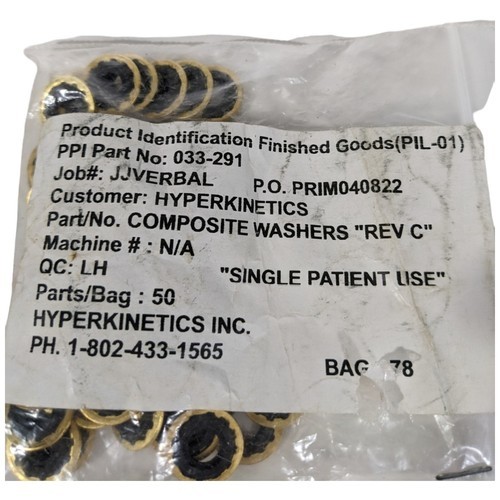 Product Identification Finished Goods(PIL-01)
PPI Part No: 033-291
Job#: JJVERBAL P.O. PRIM040822
Customer: HYPERKINETICS
Part/No. COMPOSITE WASHERS "REV C"
Machine # : N/A
QC: LH "SINGLE PATIENT USE"
Parts/Bag : 50
HYPERKINETICS INC.
PH. 1-802-433-1565
BAG 78